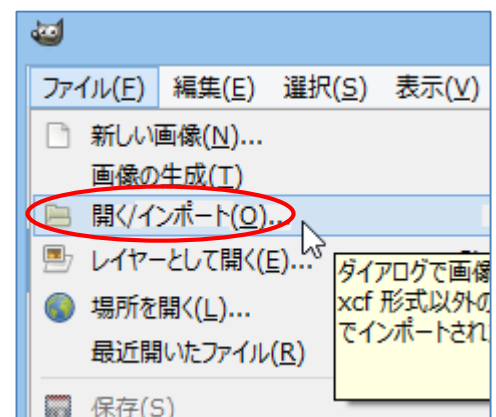 ファイル(F) 編集(E) 選択(S) 表示(V)
新しい画像(N)...
画像の生成(T)
開く/インポート(O)...
レイヤーとして開く(E)...
場所を開く(L)...
最近開いたファイル(R)
保存(S)
ダイアログで画像
xcf 形式以外の
でインポートされ